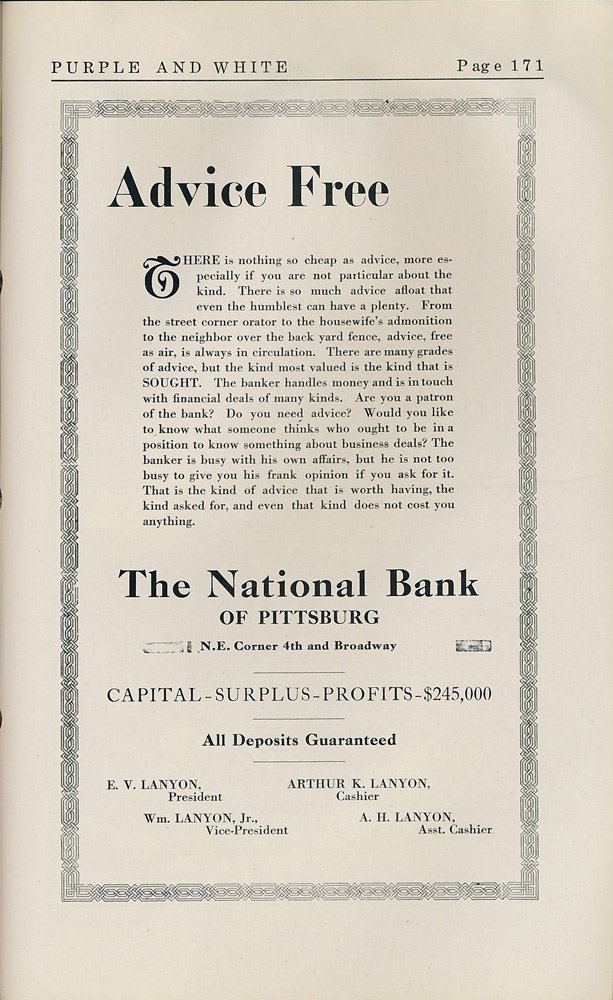 PURPLE AND WHITE Page 171
Advice Free
THERE is nothing so cheap as advice, more es-
pecially if you are not particular about the
kind. There is so much advice afloat that
even the humblest can have a plenty. From
the street corner orator to the housewife's admonition
to the neighbor over the back yard fence, advice, free
as air, is always in circulation. There are many grades
of advice, but the kind most valued is the kind that is
SOUGHT. The banker handles money and is in touch
with financial deals of many kinds. Are you a patron
of the bank? Do you need advice? Would you like
to know what someone thinks who ought to be in a
position to know something about business deals? The
banker is busy with his own affairs, but he is not too
busy to give you his frank opinion if you ask for it.
That is the kind of advice that is worth having, the
kind asked for, and even that kind does not cost you
anything.
The National Bank
OF PITTSBURG
N.E. Corner 4th and Broadway
CAPITAL-SURPLUS-PROFITS-$245,000
All Deposits Guaranteed
E. V. LANYON, ARTHUR K. LANYON,
President Cashier
Wm. LANYON, Jr., A. H. LANYON,
Vice-President Asst. Cashier